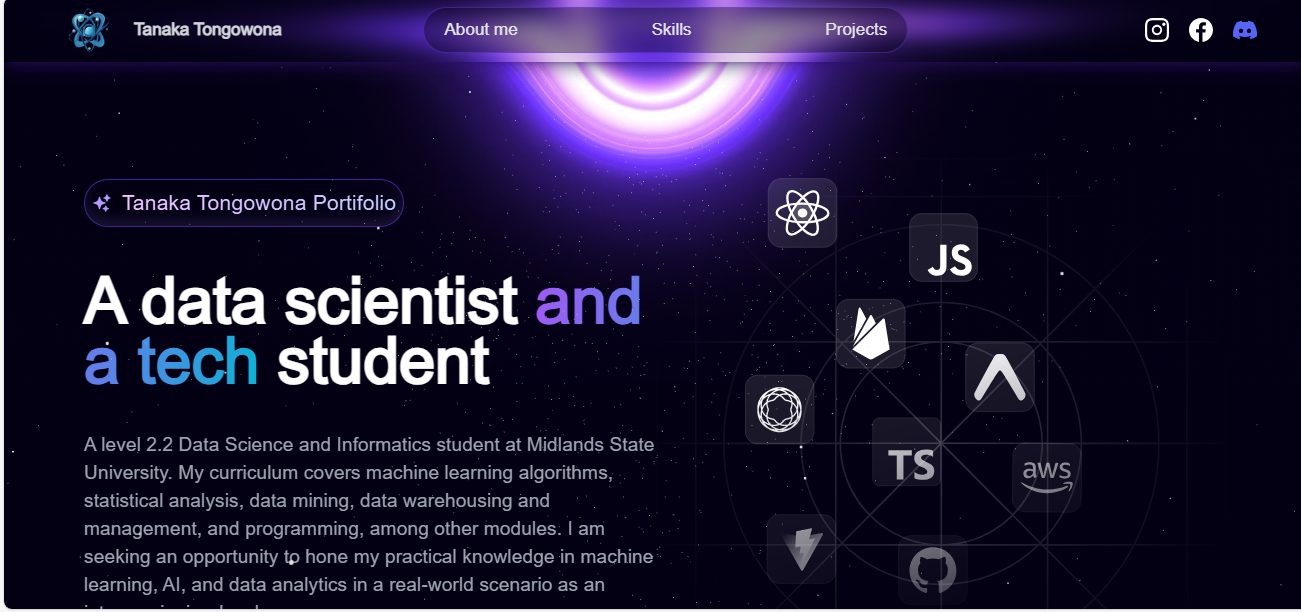 Tanaka Tongowona
About me
Skills
Projects
Tanaka Tongowona Portifolio
A data scientist and
a tech student
A level 2.2 Data Science and Informatics student at Midlands State
University. My curriculum covers machine learning algorithms,
statistical analysis, data mining, data warehousing and
management, and programming, among other modules. I am
seeking an opportunity to hone my practical knowledge in machine
learning, AI, and data analytics in a real-world scenario as an
JS
TS
aws